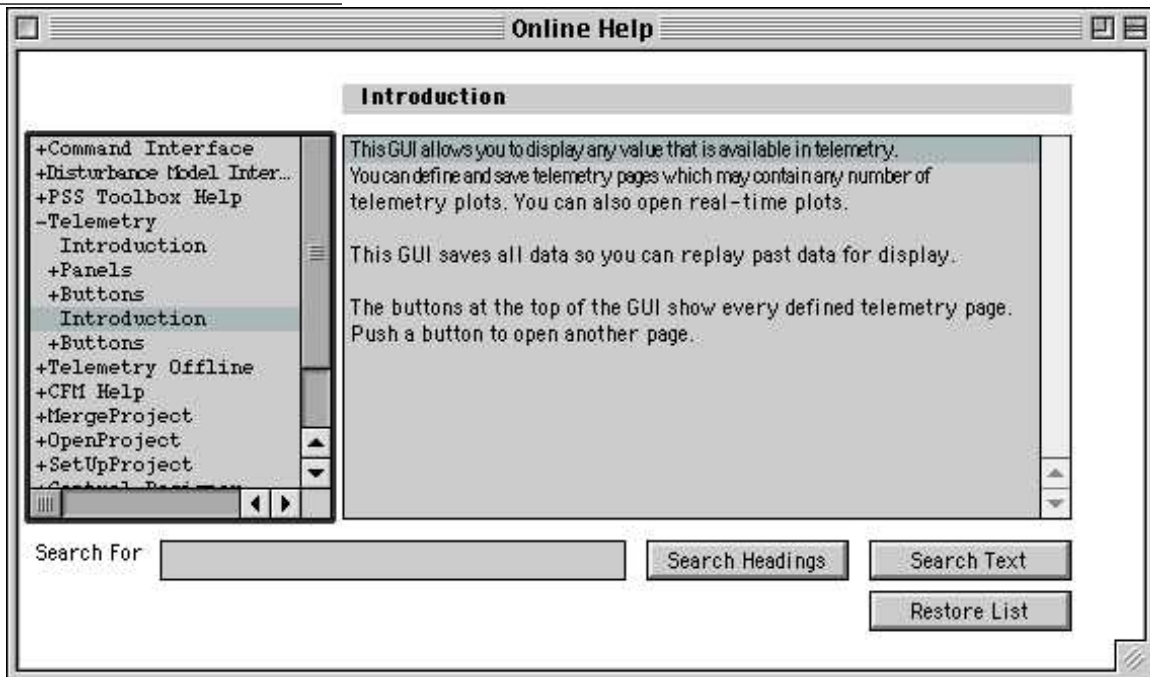 Online Help
Introduction
+Command Interface
+Disturbance Model Inter...
+PSS Toolbox Help
-Telemetry
Introduction
+Panels
+Buttons
Introduction
+Buttons
+Telemetry Offline
+CFM Help
+MergeProject
+OpenProject
+SetUpProject
This GUI allows you to display any value that is available in telemetry.
You can define and save telemetry pages which may contain any number of
telemetry plots. You can also open real-time plots.
This GUI saves all data so you can replay past data for display.
The buttons at the top of the GUI show every defined telemetry page.
Push a button to open another page.
Search For
Search Headings
Search Text
Restore List